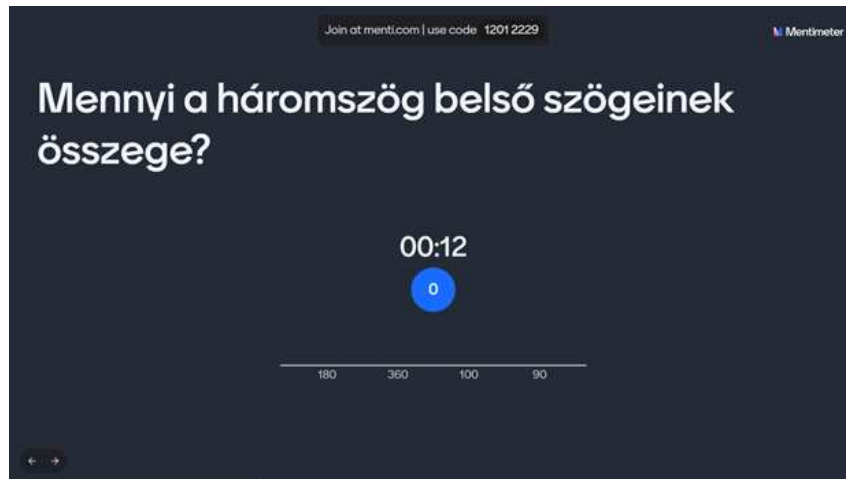 Join at menti.com | use code 1201 2229
Mentimeter
Mennyi a háromszög belső szögeinek
összege?
00:12
0
180 360 100 90